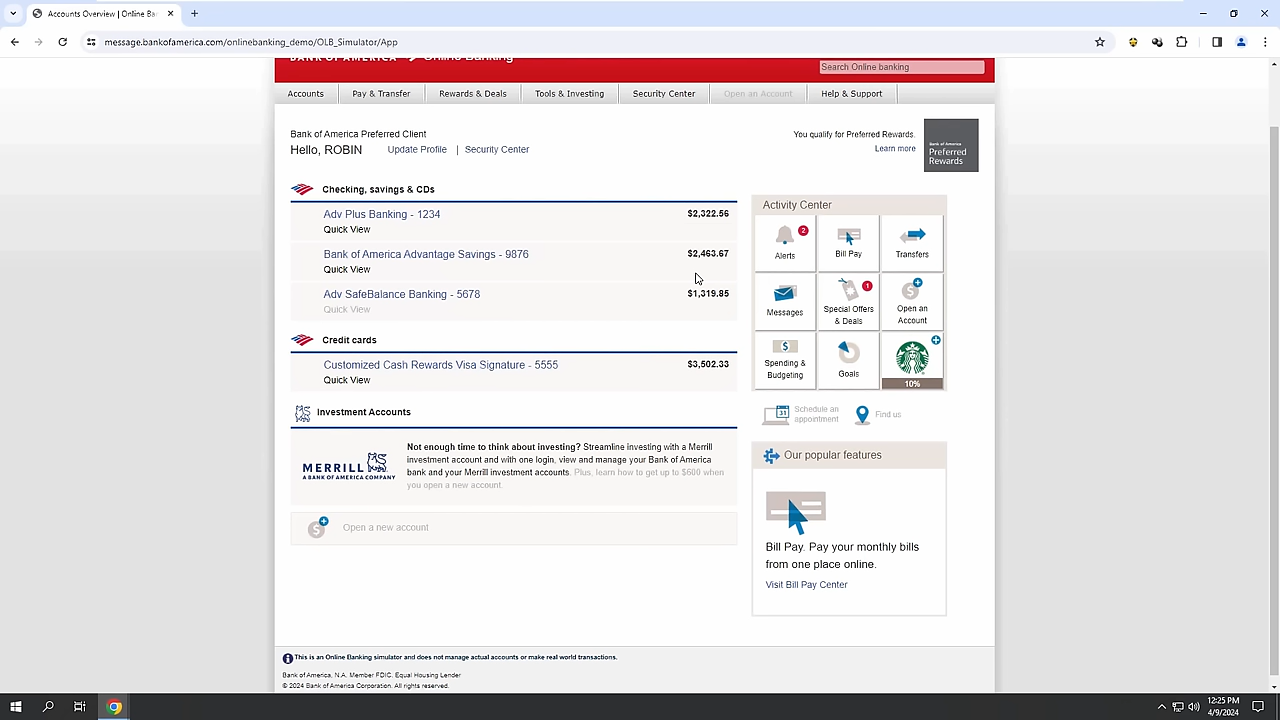 Accounts Overview | Online Ban
message.bankofamerica.com/onlinebanking_demo/OLB_Simulator/App
BANK OF AMERICA Online Banking
Search Online banking
Accounts
Pay & Transfer
Rewards & Deals
Tools & Investing
Security Center
Open an Account
Help & Support
Bank of America Preferred Client
Hello, ROBIN
Update Profile | Security Center
You qualify for Preferred Rewards.
Learn more
Bank of America
Preferred
Rewards
Checking, savings & CDs
Adv Plus Banking - 1234 $2,322.56
Quick View
Bank of America Advantage Savings - 9876 $2,463.67
Quick View
Adv SafeBalance Banking - 5678 $1,319.85
Quick View
Credit cards
Customized Cash Rewards Visa Signature - 5555 $3,502.33
Quick View
Investment Accounts
MERRILL
A BANK OF AMERICA COMPANY
Not enough time to think about investing? Streamline investing with a Merrill
investment account and with one login, view and manage your Bank of America
bank and your Merrill investment accounts. Plus, learn how to get up to $600 when
you open a new account.
Open a new account
Activity Center
2
Alerts
Bill Pay
Transfers
Messages
1
Special Offers
& Deals
Open an
Account
Spending &
Budgeting
Goals
10%
31
Schedule an
appointment
Find us
Our popular features
Bill Pay. Pay your monthly bills
from one place online.
Visit Bill Pay Center
This is an Online Banking simulator and does not manage actual accounts or make real world transactions.
Bank of America, N.A. Member FDIC. Equal Housing Lender
© 2024 Bank of America Corporation. All rights reserved.
12:25 PM
4/9/2024